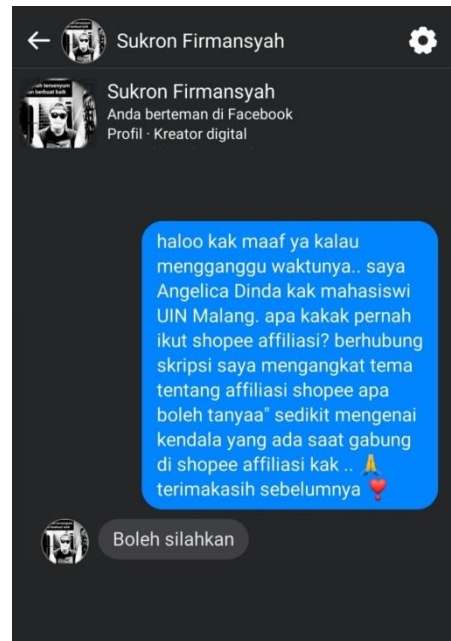 Sukron Firmansyah
Sukron Firmansyah
Anda berteman di Facebook
Profil · Kreator digital
haloo kak maaf ya kalau
mengganggu waktunya.. saya
Angelica Dinda kak mahasiswi
UIN Malang. apa kakak pernah
ikut shopee affiliasi? berhubung
skripsi saya mengangkat tema
tentang affiliasi shopee apa
boleh tanyaa" sedikit mengenai
kendala yang ada saat gabung
di shopee affiliasi kak .. 🙏
terimakasih sebelumnya ❣️
Boleh silahkan